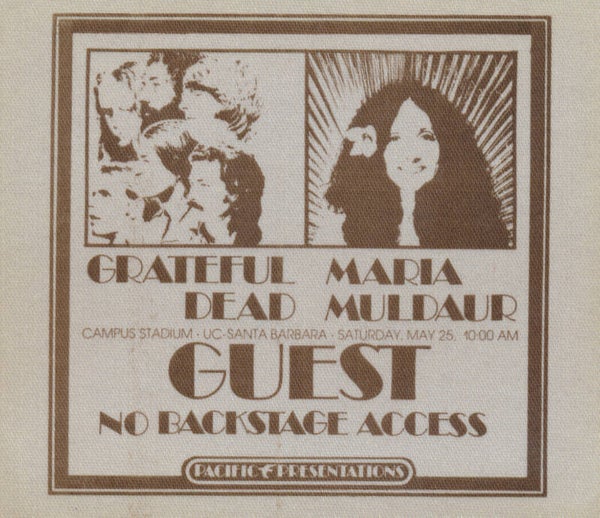 GRATEFUL DEAD
MARIA MULDAUR
CAMPUS STADIUM • UC-SANTA BARBARA • SATURDAY, MAY 25, 10:00 AM
GUEST
NO BACKSTAGE ACCESS
PACIFIC PRESENTATIONS